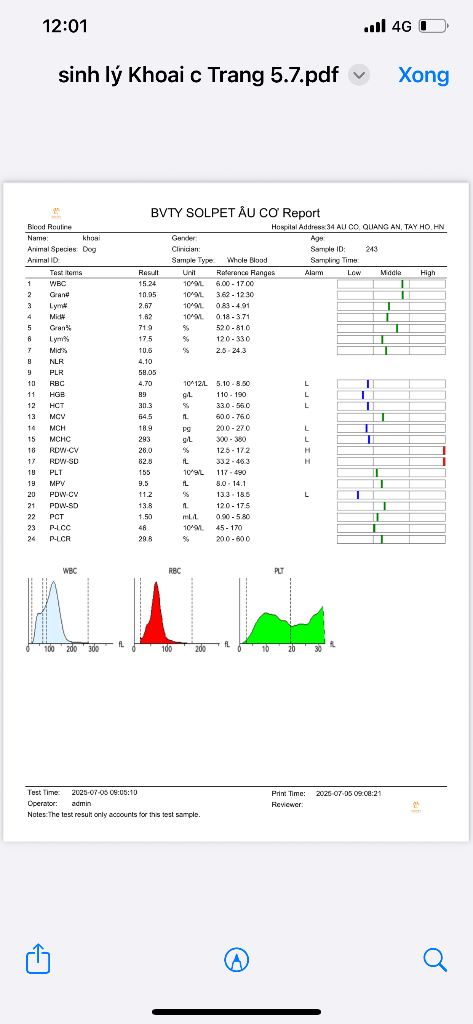 12:01
4G
sinh lý Khoai c Trang 5.7.pdf
Xong
BVTY SOLPET ÂU CƠ Report
Blood Routine Hospital Address:34 AU CO, QUANG AN, TAY HO, HN
Name: khoai Gender: Age:
Animal Species: Dog Clinician: Sample ID: 243
Animal ID: Sample Type: Whole Blood Sampling Time:
Test Items Result Unit Reference Ranges Alarm Low Middle High
1 WBC 15.24 10^9/L 6.00 - 17.00
2 Gran# 10.95 10^9/L 3.62 - 12.30
3 Lym# 2.67 10^9/L 0.83 - 4.91
4 Mid# 1.62 10^9/L 0.18 - 3.71
5 Gran% 71.9 % 52.0 - 81.0
6 Lym% 17.5 % 12.0 - 33.0
7 Mid% 10.6 % 2.5 - 24.3
8 NLR 4.10
9 PLR 58.05
10 RBC 4.70 10^12/L 5.10 - 8.50 L
11 HGB 89 g/L 110 - 190 L
12 HCT 30.3 % 33.0 - 56.0 L
13 MCV 64.5 fL 60.0 - 76.0
14 MCH 18.9 pg 20.0 - 27.0 L
15 MCHC 293 g/L 300 - 380 L
16 RDW-CV 26.0 % 12.5 - 17.2 H
17 RDW-SD 62.8 fL 33.2 - 46.3 H
18 PLT 155 10^9/L 117 - 490
19 MPV 9.5 fL 8.0 - 14.1
20 PDW-CV 11.2 % 13.3 - 18.5 L
21 PDW-SD 13.8 fL 12.0 - 17.5
22 PCT 1.50 mL/L 0.90 - 5.80
23 P-LCC 46 10^9/L 45 - 170
24 P-LCR 29.8 % 20.0 - 60.0
WBC RBC PLT
0 100 200 300 fL 0 100 200 fL 0 10 20 30 fL
Test Time: 2025-07-05 09:05:10 Print Time: 2025-07-05 09:08:21
Operator: admin Reviewer:
Notes:The test result only accounts for this test sample.